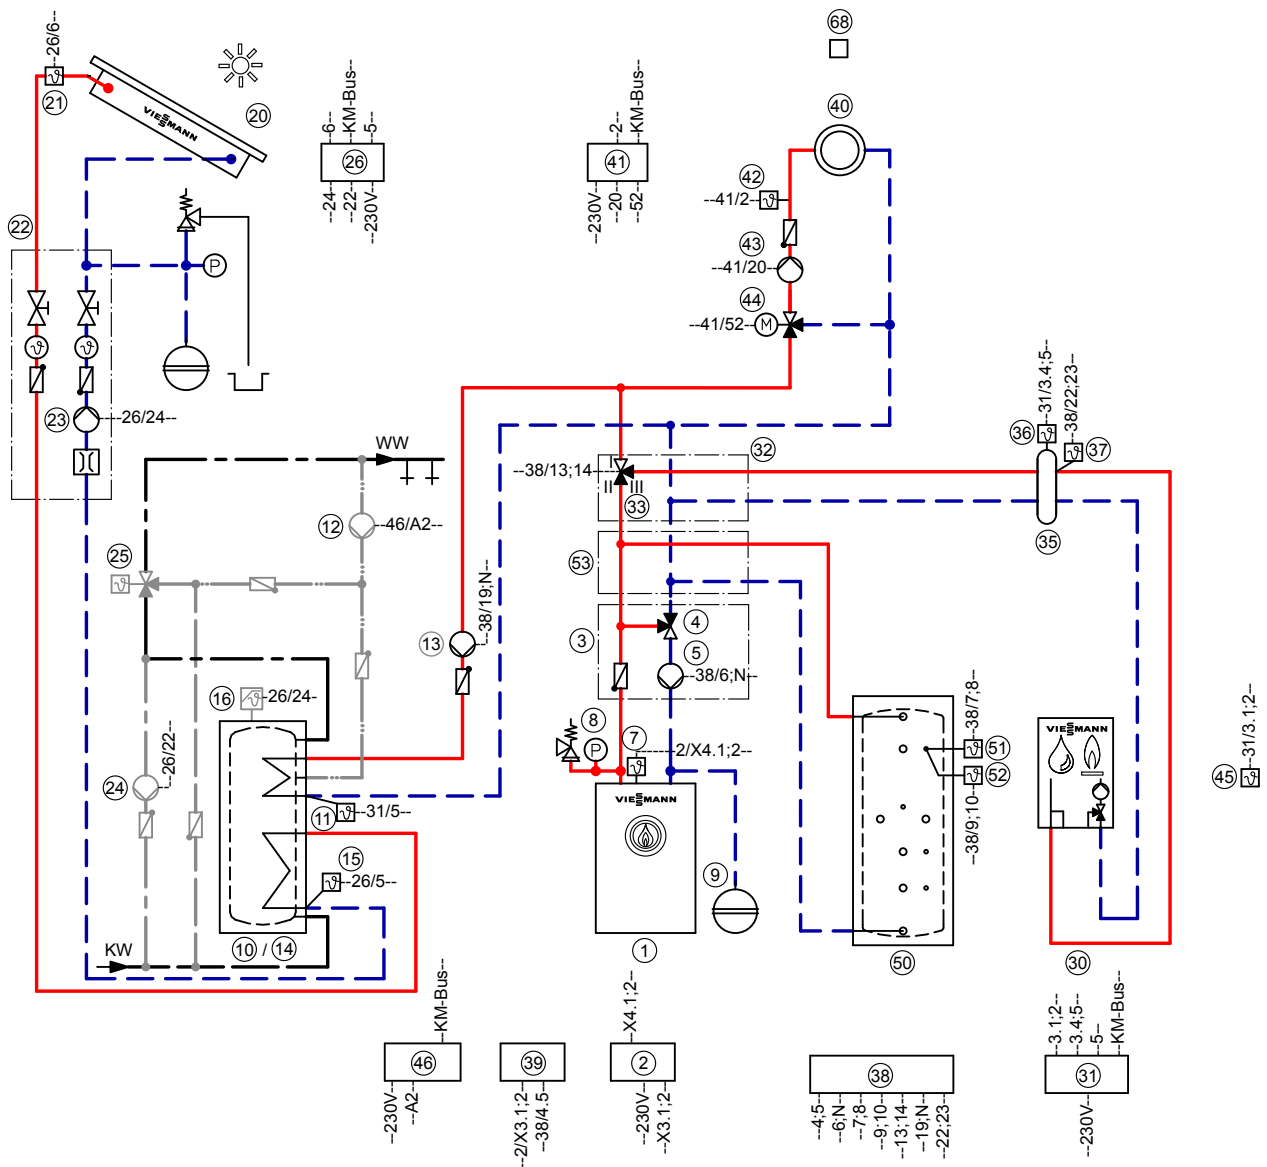 68
--26/6--
21
VIESSMANN
20
--6--
KM-Bus--
--5--
26
--24--
--22--
--230V--
--2--
KM-Bus--
41
--230V--
--20--
--52--
40
42
--41/2--
43
--41/20--
44
--41/52--
M
22
P
23
--26/24--
WW
12
--46/A2--
25
13
--38/19;N--
32
--38/13;14--
I
II
III
33
53
3
4
5
--38/6;N--
36
--31/3.4;5--
--38/22;23--
37
35
16
--26/24-
24
--26/22--
11
--31/5--
15
--26/5--
KW
10 / 14
8
P
7
--2/X4.1;2--
VIESSMANN
9
1
--38/7;8--
51
52
--38/9;10--
50
VIESSMANN
30
45
--31/3.1;2--
KM-Bus--
46
--230V--
--A2--
39
--2/X3.1;2--
--38/4.5--
--X4.1;2--
2
--230V--
--X3.1;2--
38
--4;5--
--6;N--
--7;8--
--9;10--
--13;14--
--19;N--
--22;23--
--3.1;2--
--3.4;5--
--5--
KM-Bus--
31
--230V--